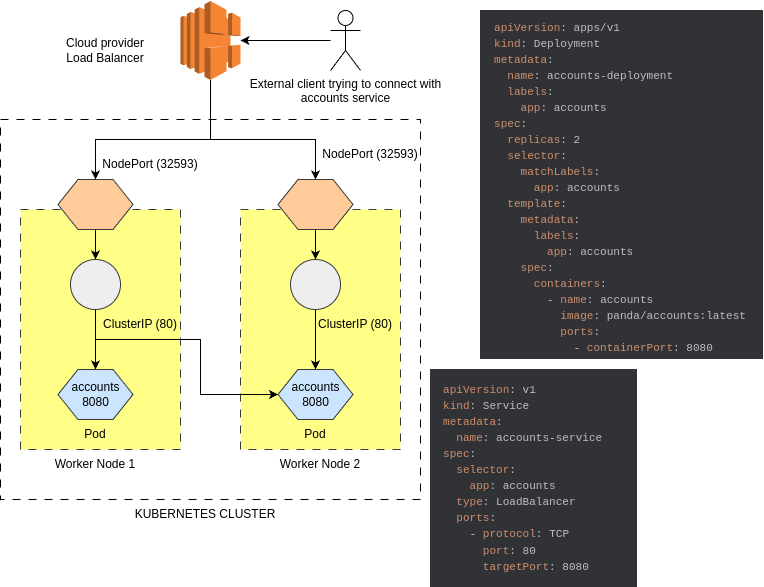 Cloud provider
Load Balancer
External client trying to connect with
accounts service
NodePort (32593)
NodePort (32593)
ClusterIP (80)
ClusterIP (80)
accounts
8080
accounts
8080
Pod
Pod
Worker Node 1
Worker Node 2
KUBERNETES CLUSTER
apiVersion: apps/v1
kind: Deployment
metadata:
  name: accounts-deployment
  labels:
    app: accounts
spec:
  replicas: 2
  selector:
    matchLabels:
      app: accounts
  template:
    metadata:
      labels:
        app: accounts
    spec:
      containers:
        - name: accounts
          image: panda/accounts:latest
          ports:
            - containerPort: 8080
apiVersion: v1
kind: Service
metadata:
  name: accounts-service
spec:
  selector:
    app: accounts
  type: LoadBalancer
  ports:
    - protocol: TCP
      port: 80
      targetPort: 8080